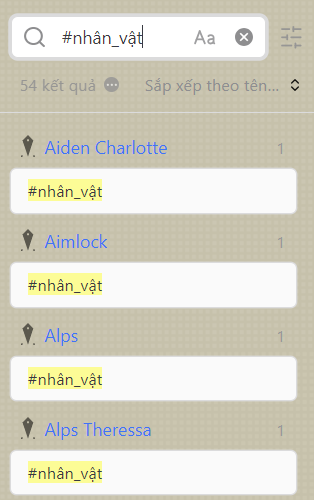 #nhân_vật Aa
54 kết quả Sắp xếp theo tên...
Aiden Charlotte 1
#nhân_vật
Aimlock 1
#nhân_vật
Alps 1
#nhân_vật
Alps Theressa 1
#nhân_vật